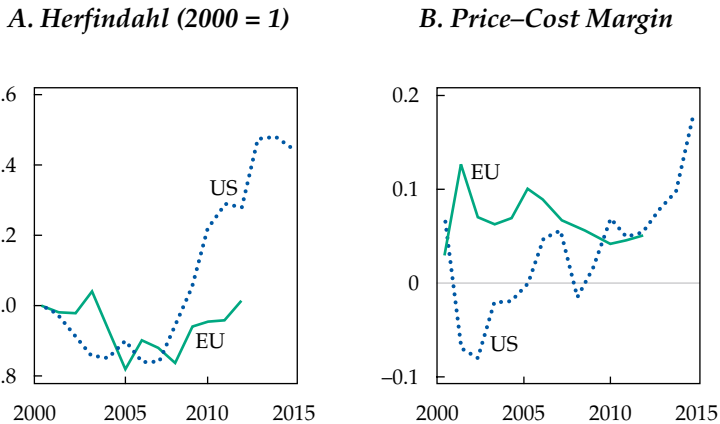 A. Herfindahl (2000 = 1)
B. Price–Cost Margin
.6
.4
.2
.0
.8
US
EU
2000 2005 2010 2015
0.2
0.1
0
–0.1
EU
US
2000 2005 2010 2015